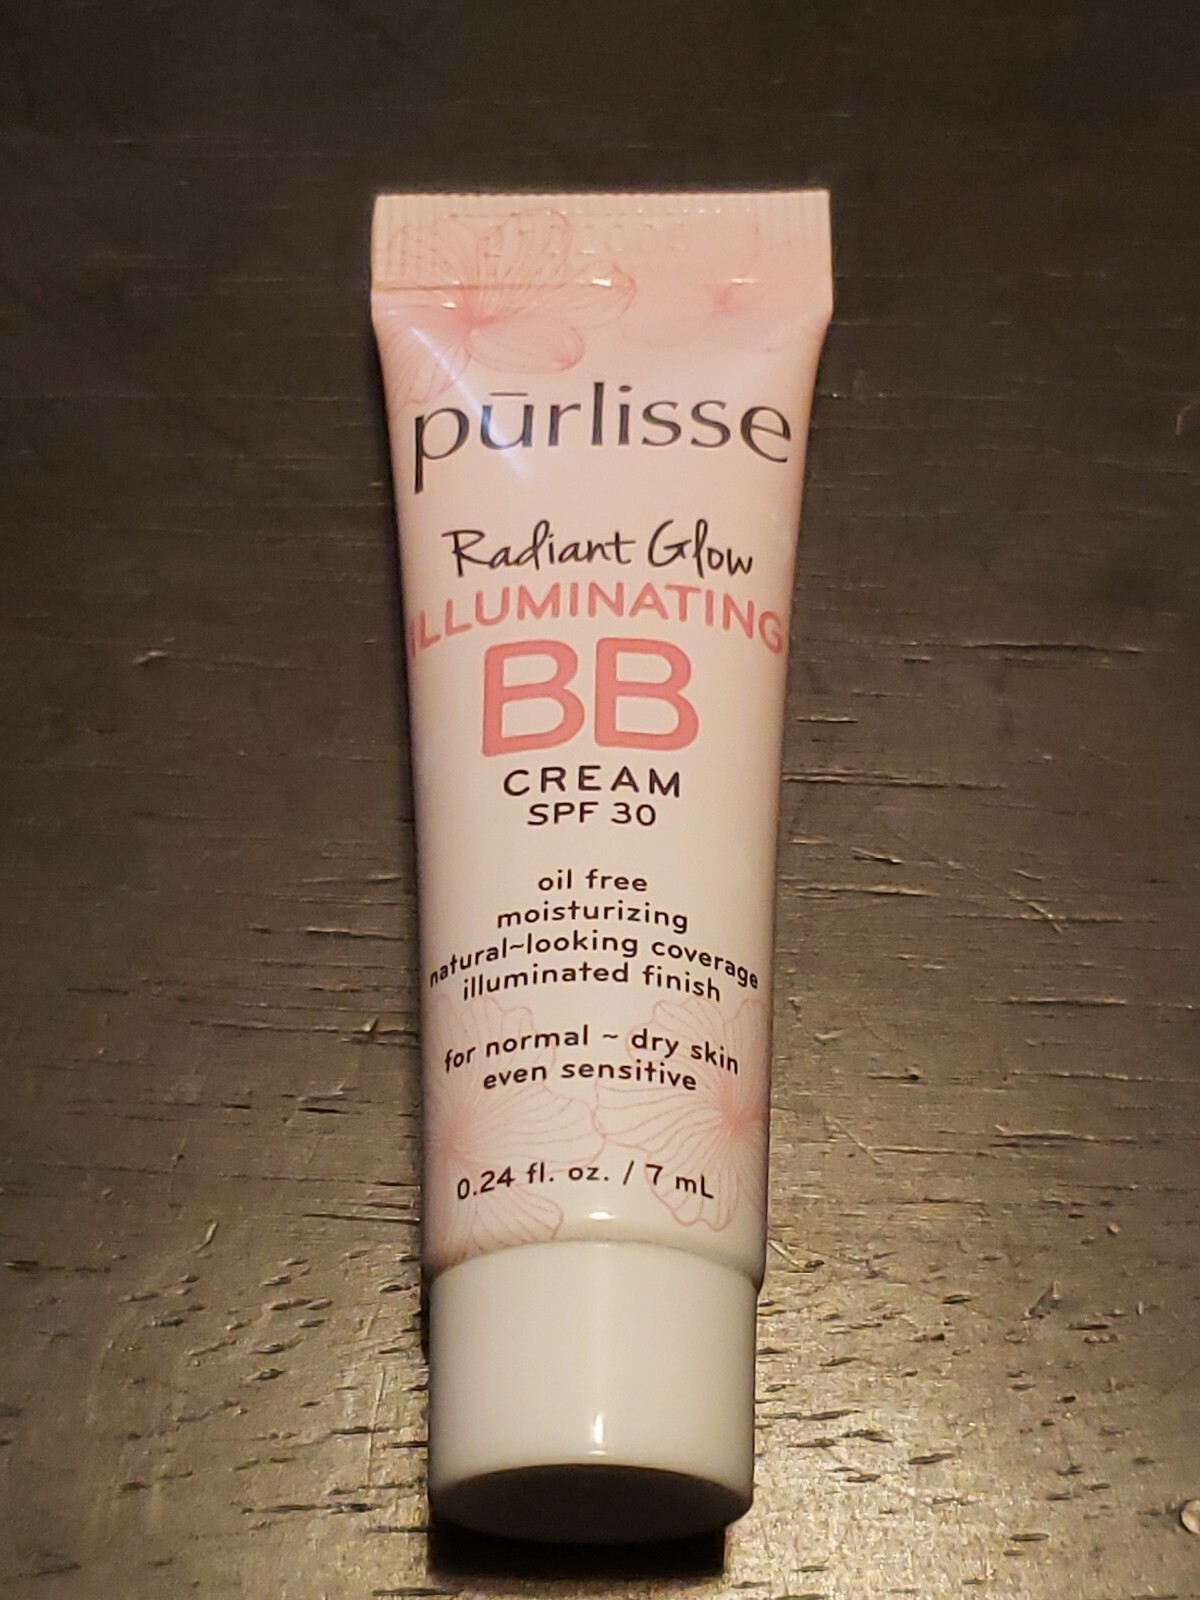 pūrlisse
Radiant Glow
ILLUMINATING
BB
CREAM
SPF 30
oil free
moisturizing
natural~looking coverage
illuminated finish
for normal ~ dry skin
even sensitive
0.24 fl. oz. / 7 mL